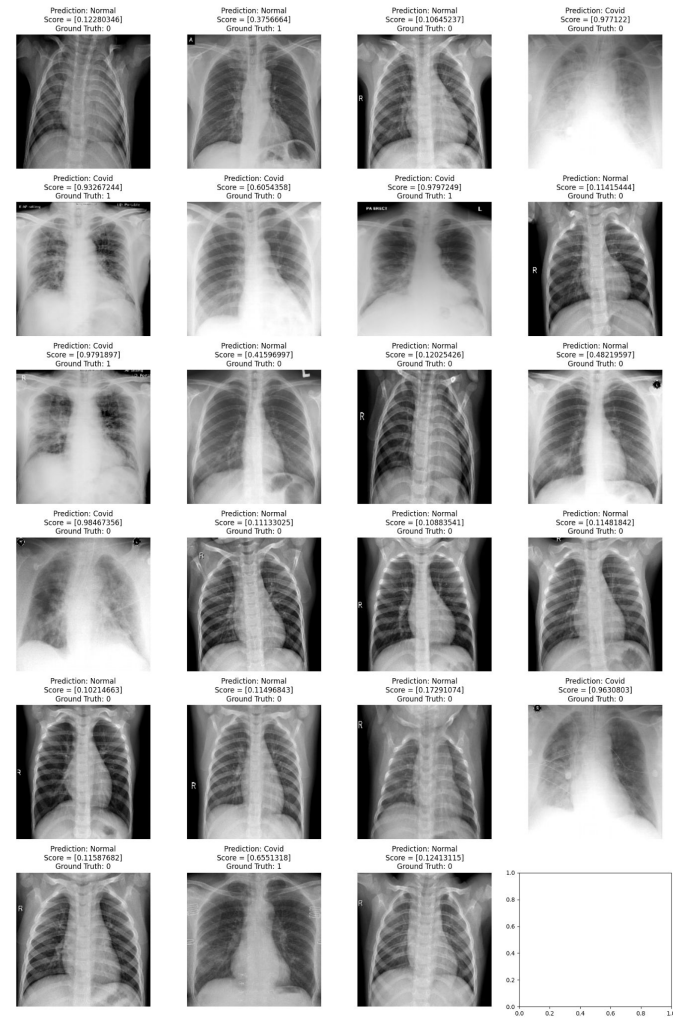 Prediction: Normal
Score = [0.12280346]
Ground Truth: 0
Prediction: Normal
Score = [0.3756664]
Ground Truth: 1
A
Prediction: Normal
Score = [0.10645237]
Ground Truth: 0
R
Prediction: Covid
Score = [0.977122]
Ground Truth: 0
Prediction: Covid
Score = [0.93267244]
Ground Truth: 1
Prediction: Covid
Score = [0.6054358]
Ground Truth: 0
Prediction: Covid
Score = [0.9797249]
Ground Truth: 1
L
Prediction: Normal
Score = [0.11415444]
Ground Truth: 0
R
Prediction: Covid
Score = [0.9791897]
Ground Truth: 1
Prediction: Normal
Score = [0.41596997]
Ground Truth: 0
L
Prediction: Normal
Score = [0.12025426]
Ground Truth: 0
R
Prediction: Normal
Score = [0.48219597]
Ground Truth: 0
Prediction: Covid
Score = [0.98467356]
Ground Truth: 0
Prediction: Normal
Score = [0.11133025]
Ground Truth: 0
R
Prediction: Normal
Score = [0.10883541]
Ground Truth: 0
R
Prediction: Normal
Score = [0.11481842]
Ground Truth: 0
Prediction: Normal
Score = [0.10214663]
Ground Truth: 0
R
Prediction: Normal
Score = [0.11496843]
Ground Truth: 0
R
Prediction: Normal
Score = [0.17291074]
Ground Truth: 0
R
Prediction: Covid
Score = [0.9630803]
Ground Truth: 0
Prediction: Normal
Score = [0.11587682]
Ground Truth: 0
R
Prediction: Covid
Score = [0.6551318]
Ground Truth: 1
Prediction: Normal
Score = [0.12413115]
Ground Truth: 0
R
1.0
0.8
0.6
0.4
0.2
0.0
0.0 0.2 0.4 0.6 0.8 1.0